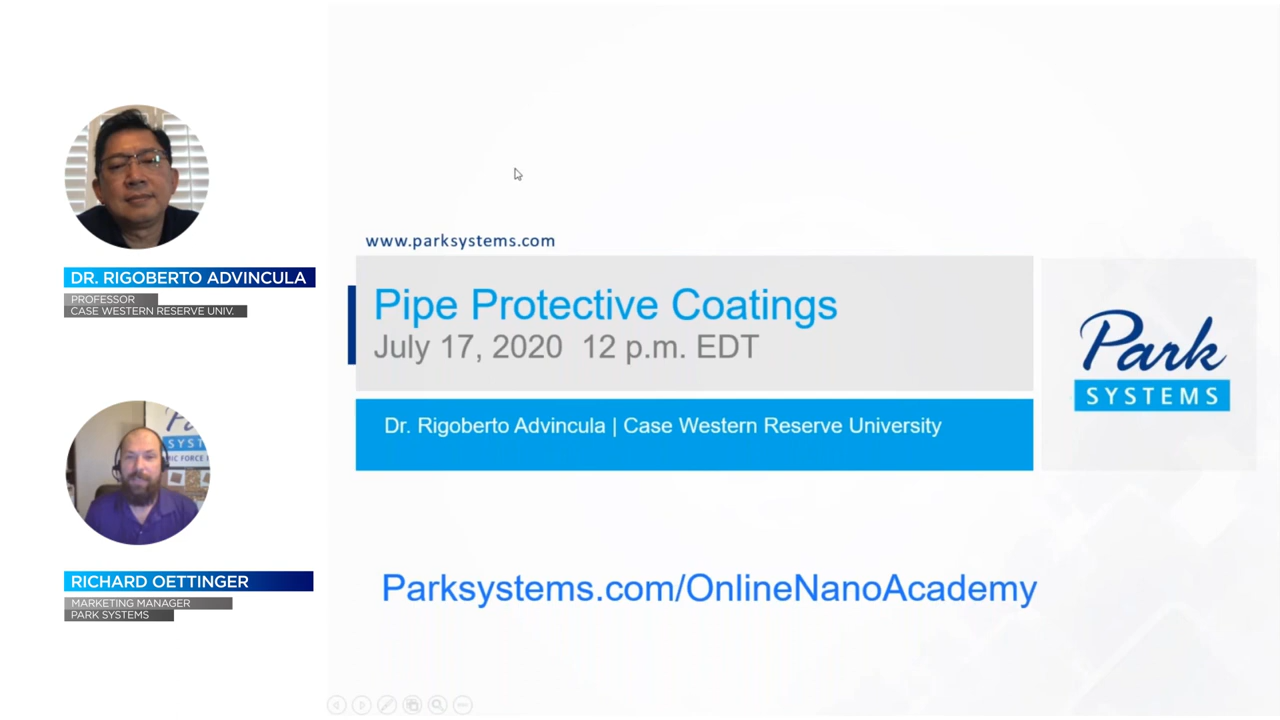 DR. RIGOBERTO ADVINCULA
PROFESSOR
CASE WESTERN RESERVE UNIV.
RICHARD OETTINGER
MARKETING MANAGER
PARK SYSTEMS
www.parksystems.com
Pipe Protective Coatings
July 17, 2020 12 p.m. EDT
Dr. Rigoberto Advincula | Case Western Reserve University
Park
SYSTEMS
Parksystems.com/OnlineNanoAcademy